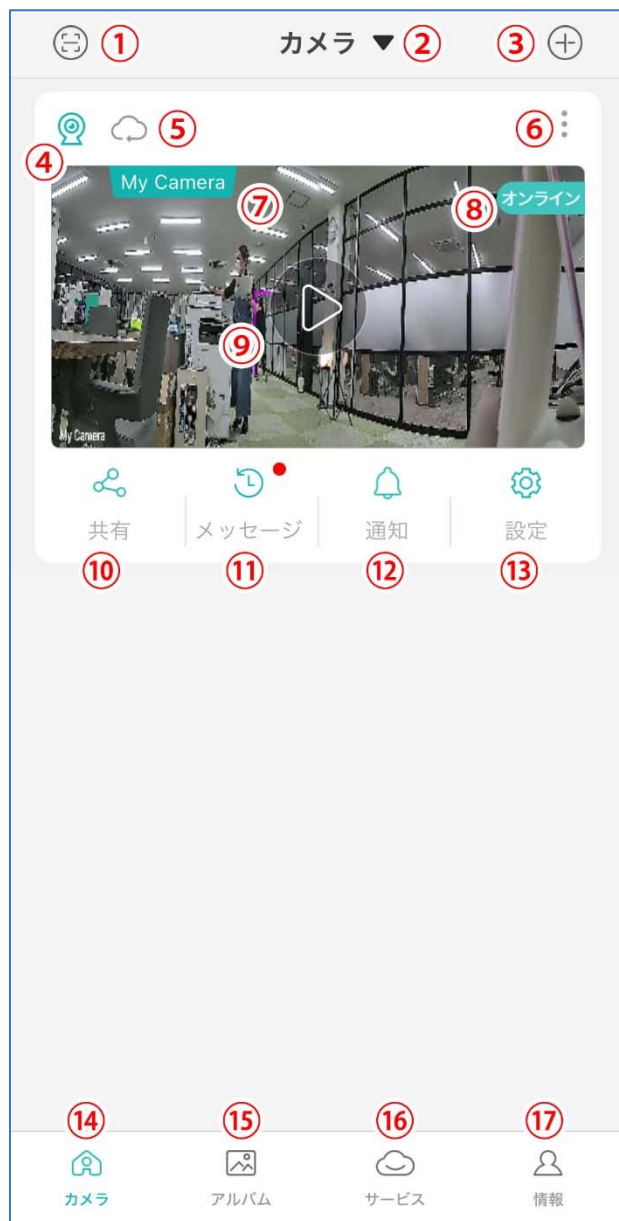 ① カメラ ▼ ② ③
④ ⑤ ⑥
My Camera ⑦ ⑧ オンライン
⑨
My Camera
共有 メッセージ 通知 設定
⑩ ⑪ ⑫ ⑬
⑭ ⑮ ⑯ ⑰
カメラ アルバム サービス 情報